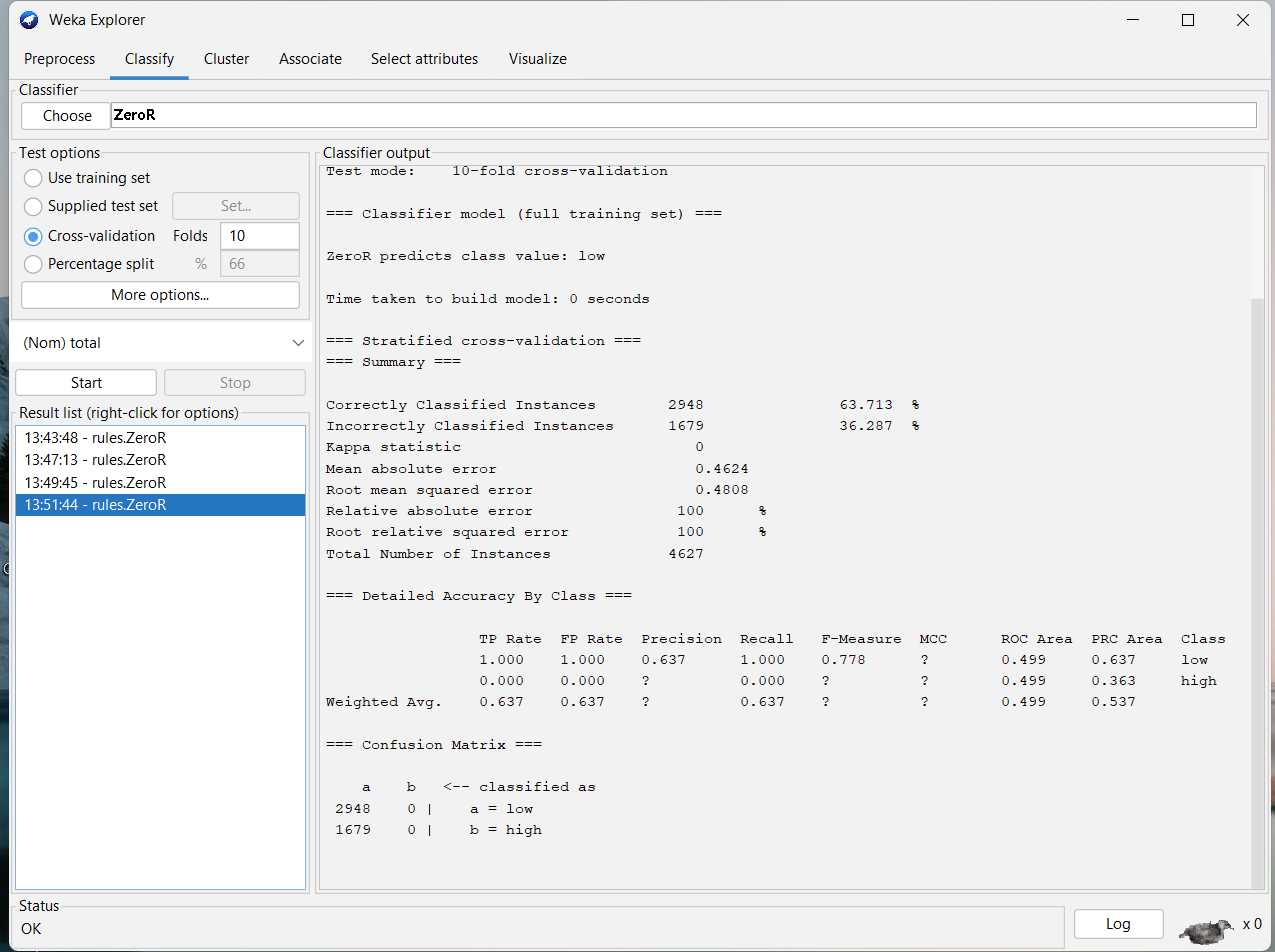 Weka Explorer
Preprocess Classify Cluster Associate Select attributes Visualize
Classifier
Choose ZeroR
Test options
Use training set
Supplied test set Set...
Cross-validation Folds 10
Percentage split % 66
More options...
(Nom) total
Start Stop
Result list (right-click for options)
13:43:48 - rules.ZeroR
13:47:13 - rules.ZeroR
13:49:45 - rules.ZeroR
13:51:44 - rules.ZeroR
Classifier output
Test mode: 10-fold cross-validation
=== Classifier model (full training set) ===
ZeroR predicts class value: low
Time taken to build model: 0 seconds
=== Stratified cross-validation ===
=== Summary ===
Correctly Classified Instances 2948 63.713 %
Incorrectly Classified Instances 1679 36.287 %
Kappa statistic 0
Mean absolute error 0.4624
Root mean squared error 0.4808
Relative absolute error 100 %
Root relative squared error 100 %
Total Number of Instances 4627
=== Detailed Accuracy By Class ===
TP Rate FP Rate Precision Recall F-Measure MCC ROC Area PRC Area Class
1.000 1.000 0.637 1.000 0.778 ? 0.499 0.637 low
0.000 0.000 ? 0.000 ? ? 0.499 0.363 high
Weighted Avg. 0.637 0.637 ? 0.637 ? ? 0.499 0.537
=== Confusion Matrix ===
a b <-- classified as
2948 0 | a = low
1679 0 | b = high
Status
OK
Log
x 0